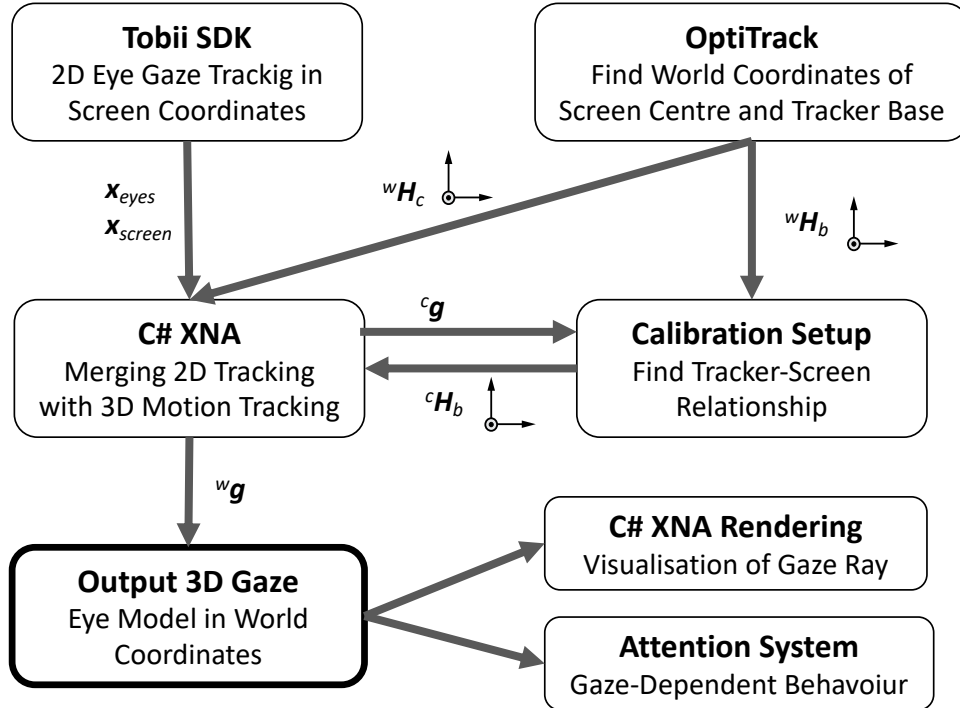 Tobii SDK
2D Eye Gaze Trackig in
Screen Coordinates
OptiTrack
Find World Coordinates of
Screen Centre and Tracker Base
x_eyes
x_screen
^wH_c
^wH_b
C# XNA
Merging 2D Tracking
with 3D Motion Tracking
^cg
^cH_b
Calibration Setup
Find Tracker-Screen
Relationship
^wg
Output 3D Gaze
Eye Model in World
Coordinates
C# XNA Rendering
Visualisation of Gaze Ray
Attention System
Gaze-Dependent Behavoiur